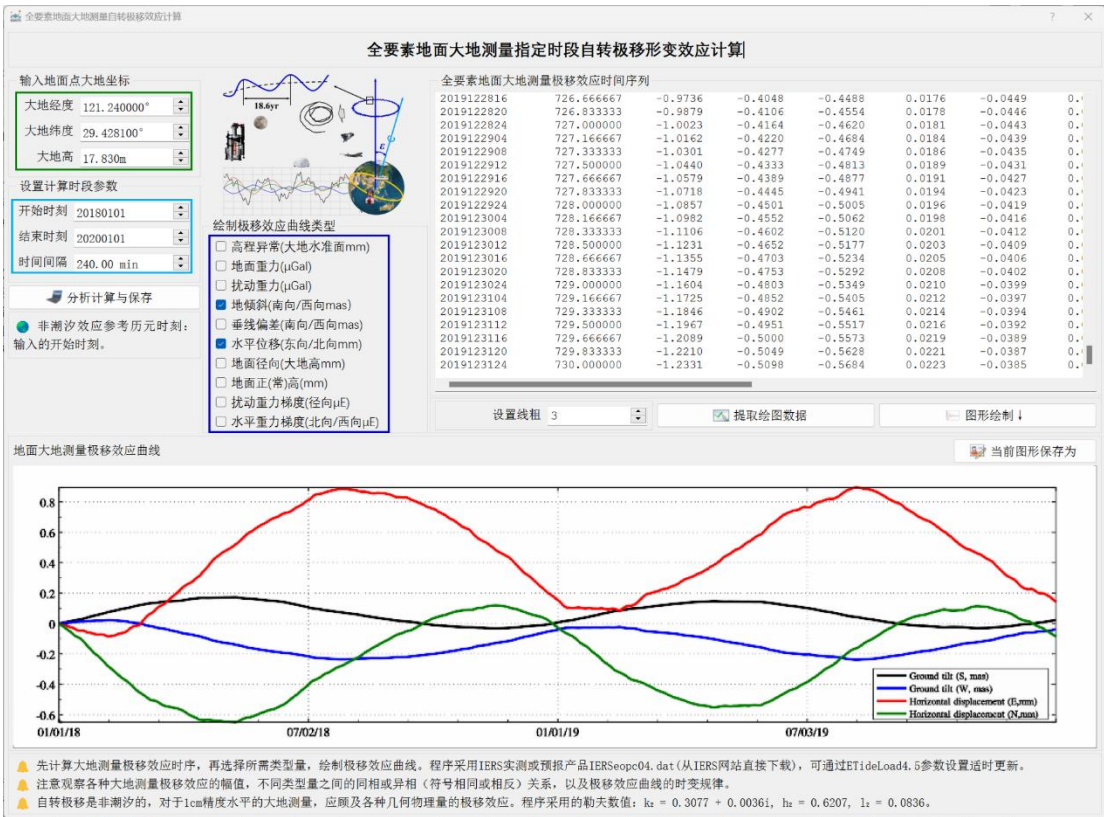 全要素地面大地测量自转极移效应计算
全要素地面大地测量指定时段自转极移形变效应计算
输入地面点大地坐标
大地经度 121.240000°
大地纬度 29.428100°
大地高 17.830m
设置计算时段参数
开始时刻 20180101
结束时刻 20200101
时间间隔 240.00 min
分析计算与保存
非潮汐效应参考历元时刻:
输入的开始时刻。
18.6yr
ε
绘制极移效应曲线类型
高程异常(大地水准面mm)
地面重力(μGal)
扰动重力(μGal)
地倾斜(南向/西向mas)
垂线偏差(南向/西向mas)
水平位移(东向/北向mm)
地面径向(大地高mm)
地面正(常)高(mm)
扰动重力梯度(径向μE)
水平重力梯度(北向/西向μE)
全要素地面大地测量极移效应时间序列
2019122816 726.666667 -0.9736 -0.4048 -0.4488 0.0176 -0.0449
2019122820 726.833333 -0.9879 -0.4106 -0.4554 0.0178 -0.0446
2019122824 727.000000 -1.0023 -0.4164 -0.4620 0.0181 -0.0443
2019122904 727.166667 -1.0162 -0.4220 -0.4684 0.0184 -0.0439
2019122908 727.333333 -1.0301 -0.4277 -0.4749 0.0186 -0.0435
2019122912 727.500000 -1.0440 -0.4333 -0.4813 0.0189 -0.0431
2019122916 727.666667 -1.0579 -0.4389 -0.4877 0.0191 -0.0427
2019122920 727.833333 -1.0718 -0.4445 -0.4941 0.0194 -0.0423
2019122924 728.000000 -1.0857 -0.4501 -0.5005 0.0196 -0.0419
2019123004 728.166667 -1.0982 -0.4552 -0.5062 0.0198 -0.0416
2019123008 728.333333 -1.1106 -0.4602 -0.5120 0.0201 -0.0412
2019123012 728.500000 -1.1231 -0.4652 -0.5177 0.0203 -0.0409
2019123016 728.666667 -1.1355 -0.4703 -0.5234 0.0205 -0.0406
2019123020 728.833333 -1.1479 -0.4753 -0.5292 0.0208 -0.0402
2019123024 729.000000 -1.1604 -0.4803 -0.5349 0.0210 -0.0399
2019123104 729.166667 -1.1725 -0.4852 -0.5405 0.0212 -0.0397
2019123108 729.333333 -1.1846 -0.4902 -0.5461 0.0214 -0.0394
2019123112 729.500000 -1.1967 -0.4951 -0.5517 0.0216 -0.0392
2019123116 729.666667 -1.2089 -0.5000 -0.5573 0.0219 -0.0389
2019123120 729.833333 -1.2210 -0.5049 -0.5628 0.0221 -0.0387
2019123124 730.000000 -1.2331 -0.5098 -0.5684 0.0223 -0.0385
设置线粗 3
提取绘图数据
图形绘制↓
地面大地测量极移效应曲线
当前图形保存为
0.8
0.6
0.4
0.2
0
-0.2
-0.4
-0.6
01/01/18 07/02/18 01/01/19 07/03/19
Ground tilt (S, mas)
Ground tilt (W, mas)
Horizontal displacement (E,mm)
Horizontal displacement (N,mm)
先计算大地测量极移效应时序，再选择所需类型量，绘制极移效应曲线。程序采用IERS实测或预报产品IERSeopc04.dat(从IERS网站直接下载)，可通过ETideLoad4.5参数设置适时更新。
注意观察各种大地测量极移效应的幅值，不同类型量之间的同相或异相（符号相同或相反）关系，以及极移效应曲线的时变规律。
自转极移是非潮汐的，对于1cm精度水平的大地测量，应顾及各种几何物理量的极移效应。程序采用的勒夫数值：k₂ = 0.3077 + 0.0036i, h₂ = 0.6207, l₂ = 0.0836。